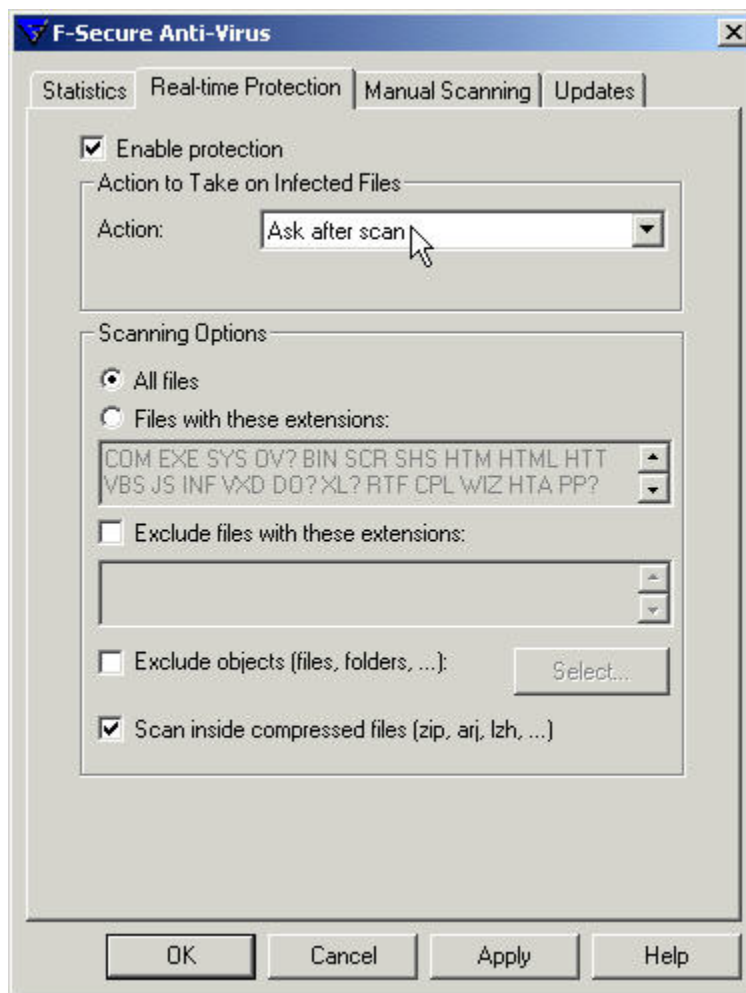 F-Secure Anti-Virus
Statistics Real-time Protection Manual Scanning Updates
Enable protection
Action to Take on Infected Files
Action: Ask after scan
Scanning Options
All files
Files with these extensions:
COM EXE SYS OV? BIN SCR SHS HTM HTML HTT
VBS JS INF VXD DO? XL? RTF CPL WIZ HTA PP?
Exclude files with these extensions:
Exclude objects (files, folders, ...): Select...
Scan inside compressed files (zip, arj, lzh, ...)
OK Cancel Apply Help